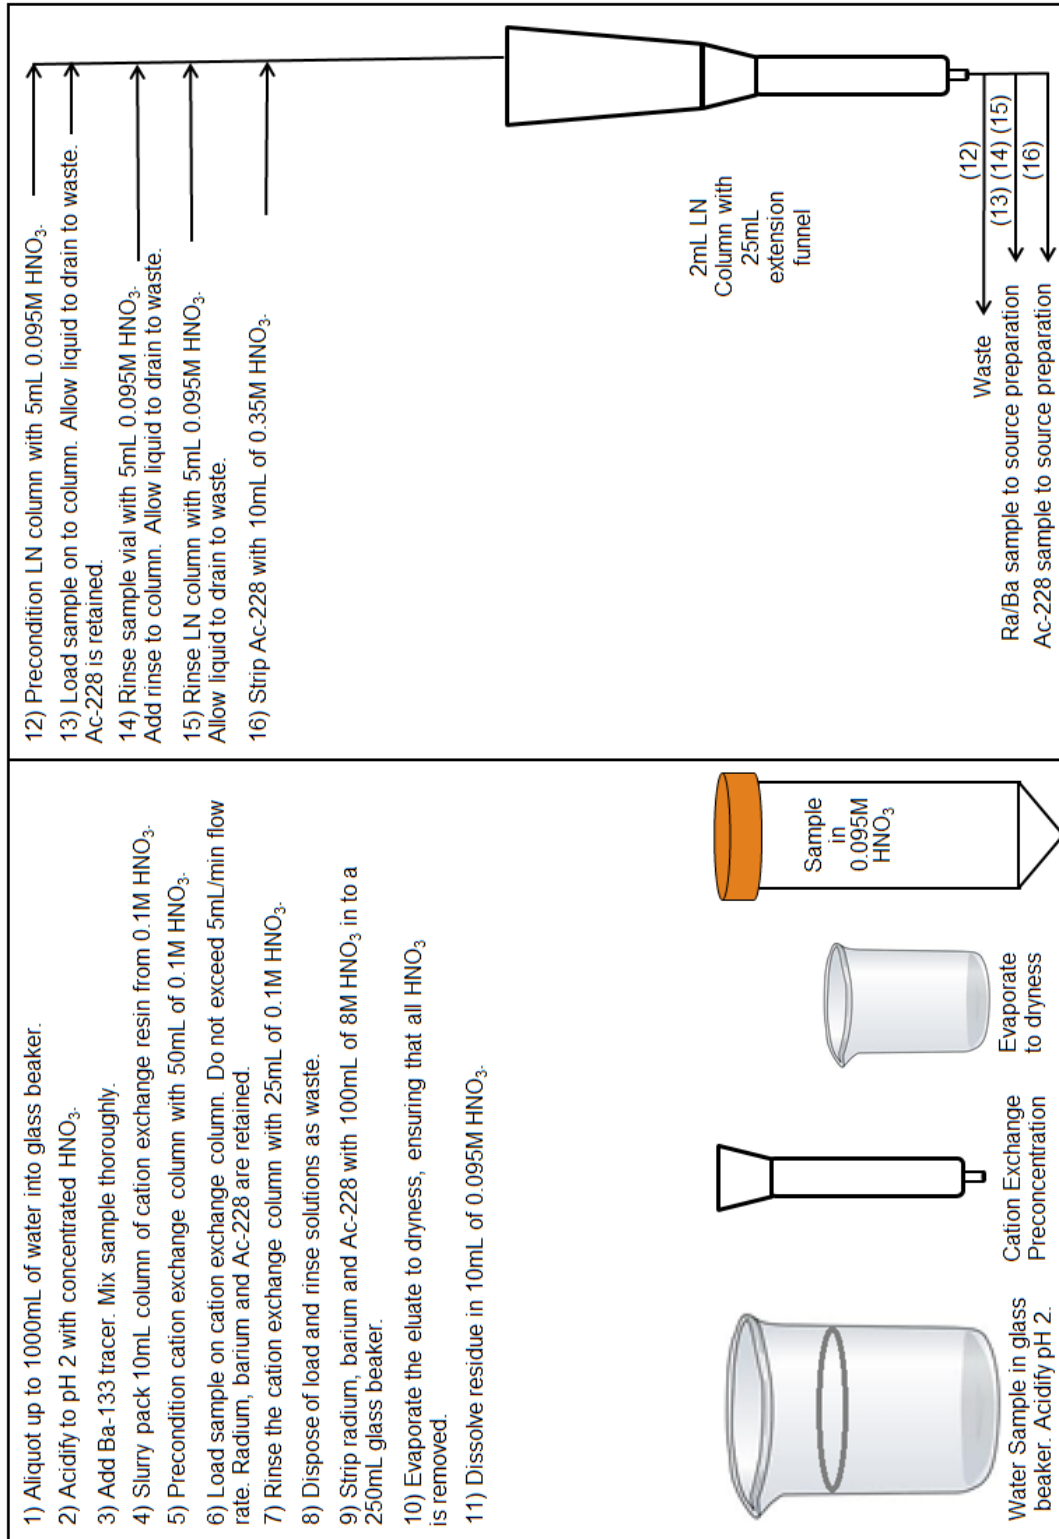 1) Aliquot up to 1000mL of water into glass beaker.
2) Acidify to pH 2 with concentrated HNO₃.
3) Add Ba-133 tracer. Mix sample thoroughly.
4) Slurry pack 10mL column of cation exchange resin from 0.1M HNO₃.
5) Precondition cation exchange column with 50mL of 0.1M HNO₃.
6) Load sample on cation exchange column. Do not exceed 5mL/min flow
rate. Radium, barium and Ac-228 are retained.
7) Rinse the cation exchange column with 25mL of 0.1M HNO₃.
8) Dispose of load and rinse solutions as waste.
9) Strip radium, barium and Ac-228 with 100mL of 8M HNO₃ in to a
250mL glass beaker.
10) Evaporate the eluate to dryness, ensuring that all HNO₃
is removed.
11) Dissolve residue in 10mL of 0.095M HNO₃.
Water Sample in glass
beaker. Acidify pH 2.
Cation Exchange
Preconcentration
Evaporate
to dryness
Sample
in
0.095M
HNO₃
12) Precondition LN column with 5mL 0.095M HNO₃.
13) Load sample on to column. Allow liquid to drain to waste.
Ac-228 is retained.
14) Rinse sample vial with 5mL 0.095M HNO₃.
Add rinse to column. Allow liquid to drain to waste.
15) Rinse LN column with 5mL 0.095M HNO₃.
Allow liquid to drain to waste.
16) Strip Ac-228 with 10mL of 0.35M HNO₃.
2mL LN
Column with
25mL
extension
funnel
Waste
(12)
(13) (14) (15)
Ra/Ba sample to source preparation
(16)
Ac-228 sample to source preparation